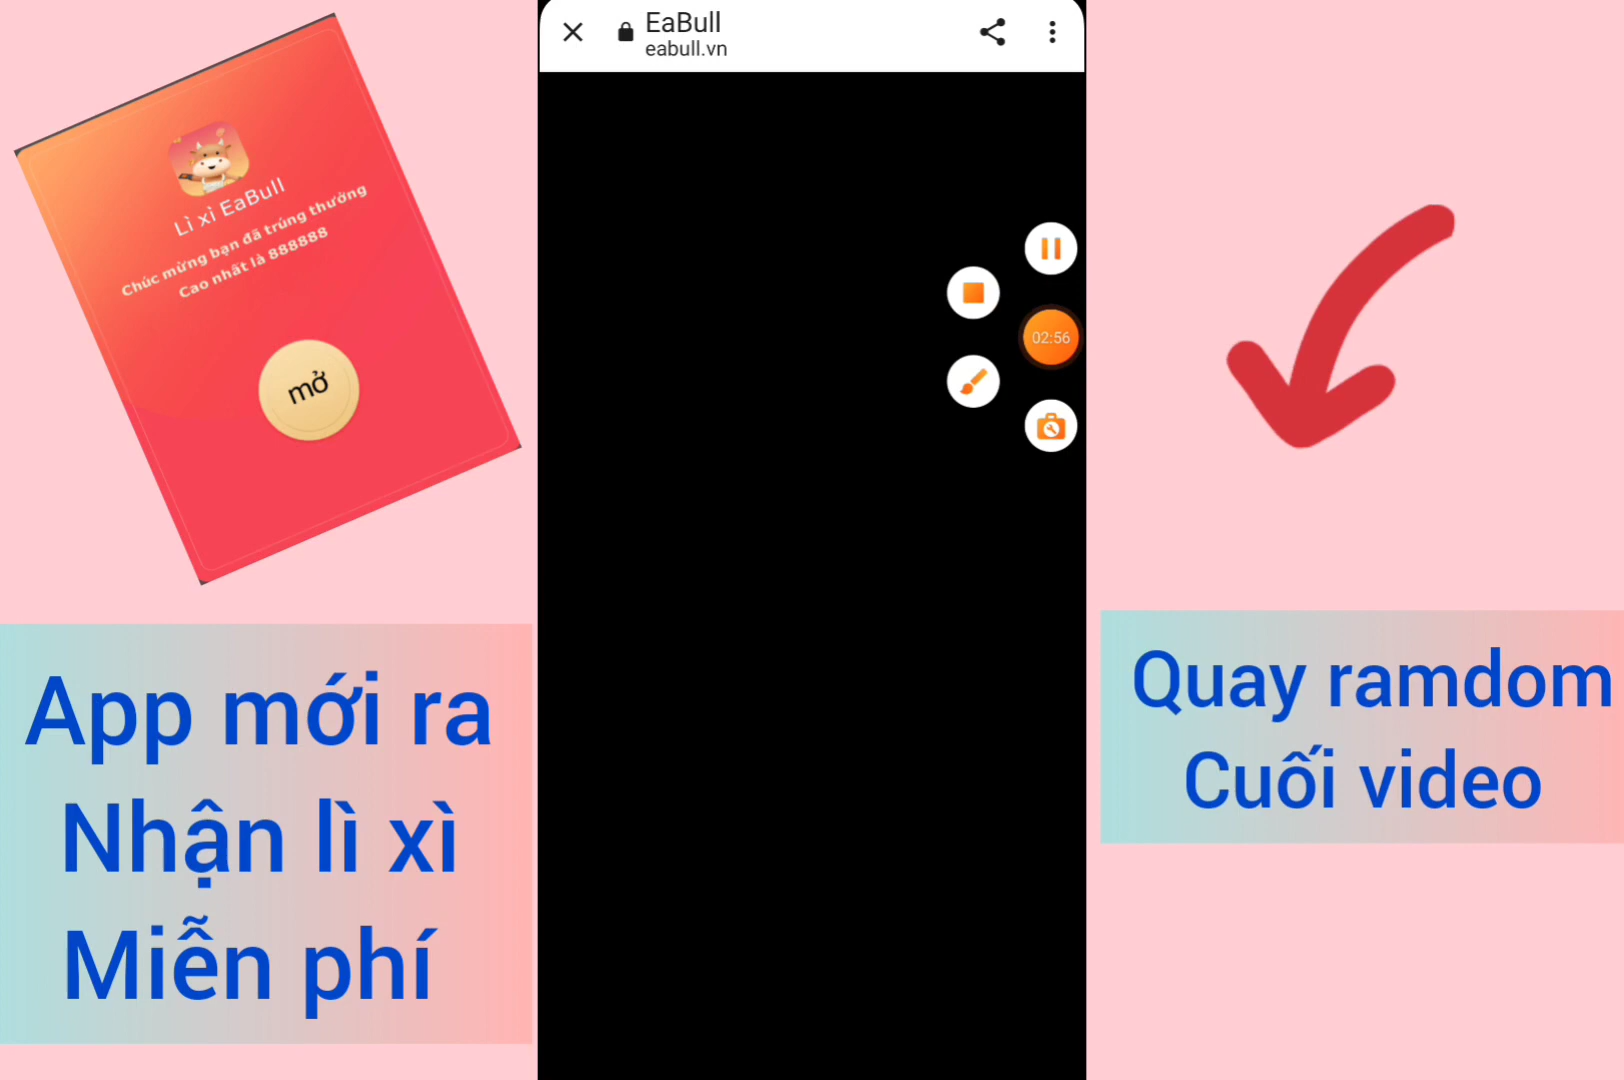 EaBull
eabull.vn
Lì xì EaBull
Chúc mừng bạn đã trúng thưởng
Cao nhất là 888888
mở
02:56
App mới ra
Nhận lì xì
Miễn phí
Quay ramdom
Cuối video